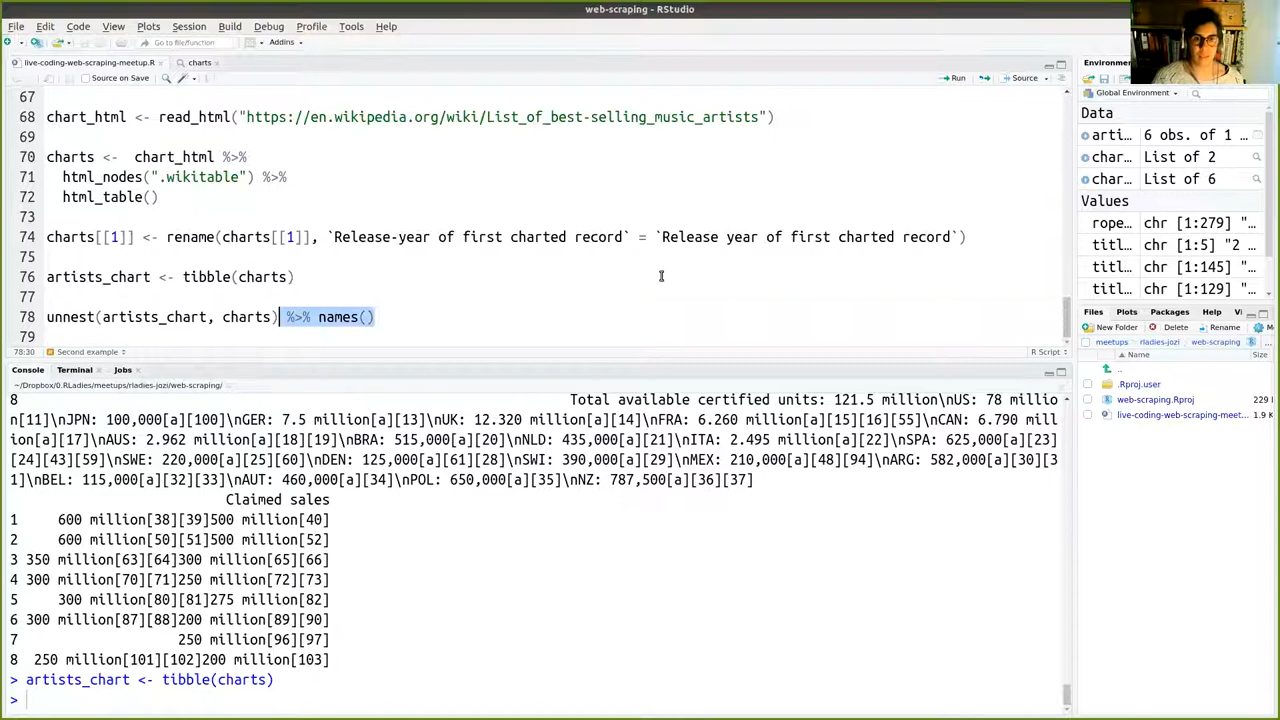 web-scraping - RStudio
File Edit Code View Plots Session Build Debug Profile Tools Help
Go to file/function
Addins
live-coding-web-scraping-meetup.R
charts
Source on Save
Run
Source
67
68 chart_html <- read_html("https://en.wikipedia.org/wiki/List_of_best-selling_music_artists")
69
70 charts <-  chart_html %>%
71   html_nodes(".wikitable") %>%
72   html_table()
73
74 charts[[1]] <- rename(charts[[1]], `Release-year of first charted record` = `Release year of first charted record`)
75
76 artists_chart <- tibble(charts)
77
78 unnest(artists_chart, charts) %>% names()
79
78:30 Second example
R Script
Console Terminal Jobs
~/Dropbox/0.RLadies/meetups/rladies-jozi/web-scraping/
8 Total available certified units: 121.5 million\nUS: 78 millio
n[11]\nJPN: 100,000[a][100]\nGER: 7.5 million[a][13]\nUK: 12.320 million[a][14]\nFRA: 6.260 million[a][15][16][55]\nCAN: 6.790 mill
ion[a][17]\nAUS: 2.962 million[a][18][19]\nBRA: 515,000[a][20]\nNLD: 435,000[a][21]\nITA: 2.495 million[a][22]\nSPA: 625,000[a][23]
[24][43][59]\nSWE: 220,000[a][25][60]\nDEN: 125,000[a][61][28]\nSWI: 390,000[a][29]\nMEX: 210,000[a][48][94]\nARG: 582,000[a][30][3
1]\nBEL: 115,000[a][32][33]\nAUT: 460,000[a][34]\nPOL: 650,000[a][35]\nNZ: 787,500[a][36][37]
Claimed sales
1 600 million[38][39]500 million[40]
2 600 million[50][51]500 million[52]
3 350 million[63][64]300 million[65][66]
4 300 million[70][71]250 million[72][73]
5 300 million[80][81]275 million[82]
6 300 million[87][88]200 million[89][90]
7 250 million[96][97]
8 250 million[101][102]200 million[103]
> artists_chart <- tibble(charts)
>
Environ
Global Environment
Data
arti… 6 obs. of 1 …
char… List of 2
char… List of 6
Values
rope… chr [1:279] "…
titl… chr [1:5] "2 …
titl… chr [1:145] "…
titl… chr [1:129] "…
Files Plots Packages Help Vi
New Folder Delete Rename
meetups rladies-jozi web-scraping
Name Size
..
.Rproj.user
web-scraping.Rproj 229
live-coding-web-scraping-meet... 1.9 K